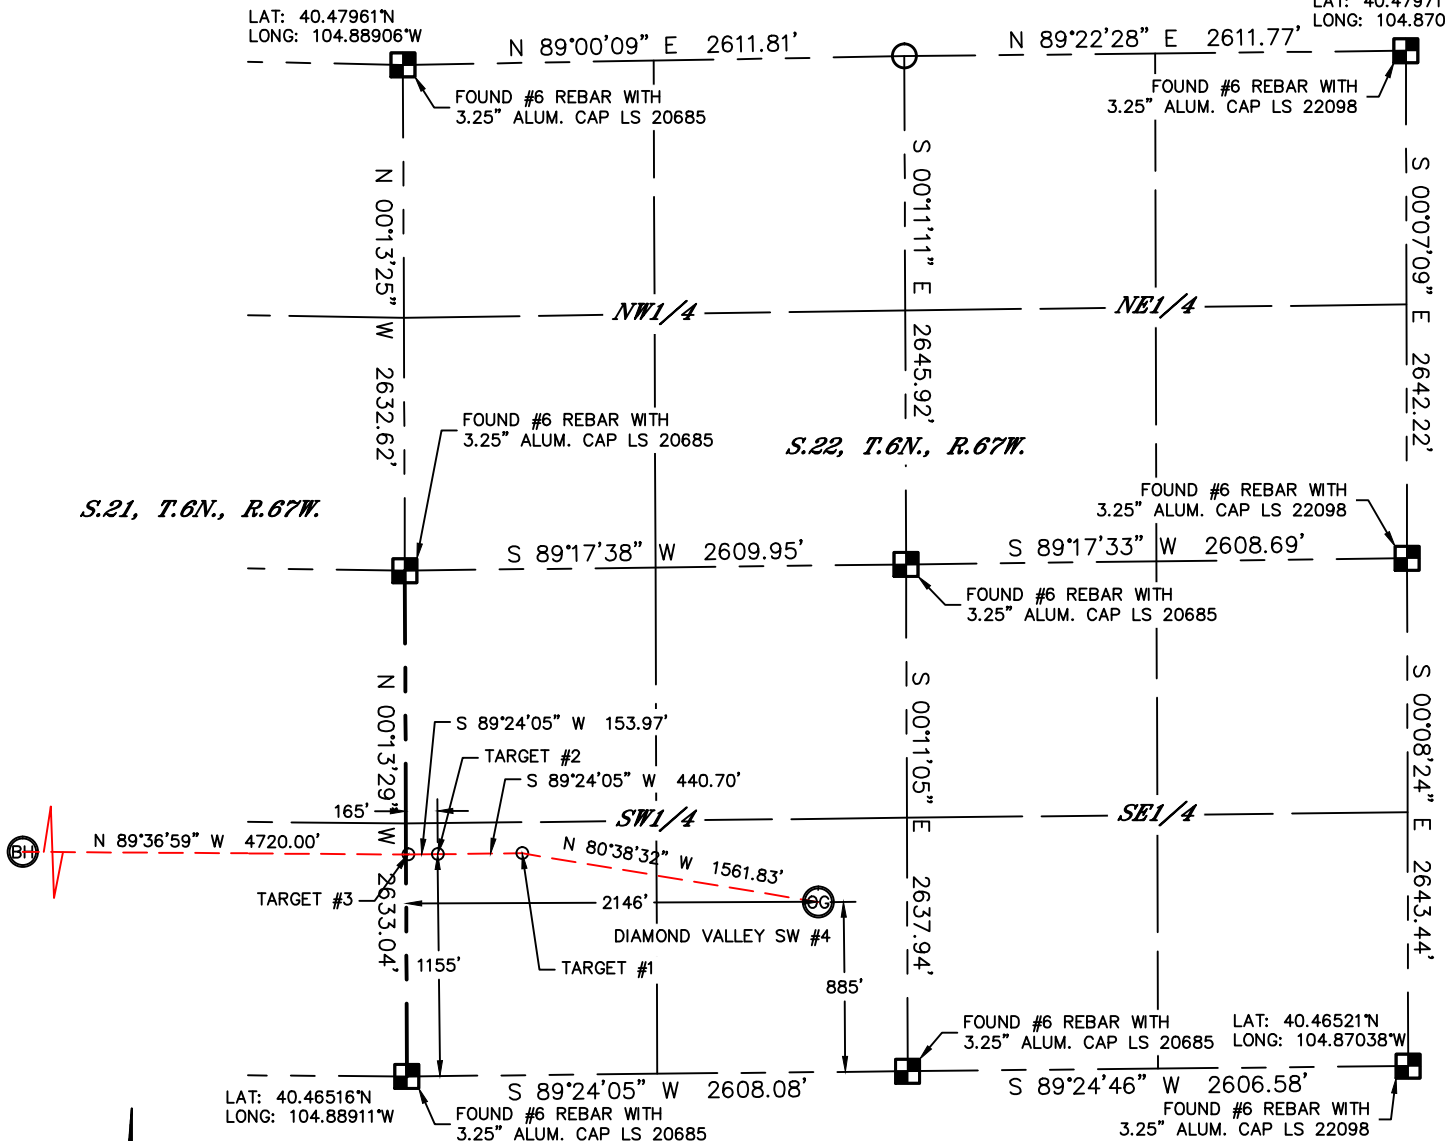 LAT: 40.47961°N
LONG: 104.88906°W
LAT: 40.47971
LONG: 104.870
N 89°00'09" E 2611.81'
N 89°22'28" E 2611.77'
FOUND #6 REBAR WITH
3.25" ALUM. CAP LS 20685
FOUND #6 REBAR WITH
3.25" ALUM. CAP LS 22098
N 00°13'25" W 2632.62'
S 00°11'11" E 2645.92'
S 00°07'09" E 2642.22'
NW1/4
NE1/4
FOUND #6 REBAR WITH
3.25" ALUM. CAP LS 20685
S.22, T.6N., R.67W.
S.21, T.6N., R.67W.
FOUND #6 REBAR WITH
3.25" ALUM. CAP LS 22098
S 89°17'38" W 2609.95'
S 89°17'33" W 2608.69'
FOUND #6 REBAR WITH
3.25" ALUM. CAP LS 20685
N 00°13'29" W 2633.04'
S 00°11'05" E 2637.94'
S 00°08'24" E 2643.44'
S 89°24'05" W 153.97'
TARGET #2
S 89°24'05" W 440.70'
165'
SW1/4
SE1/4
BH
N 89°36'59" W 4720.00'
N 80°38'32" W 1561.83'
TARGET #3
2146'
OG
DIAMOND VALLEY SW #4
1155'
TARGET #1
885'
FOUND #6 REBAR WITH
3.25" ALUM. CAP LS 20685
LAT: 40.46521°N
LONG: 104.87038°W
S 89°24'05" W 2608.08'
S 89°24'46" W 2606.58'
LAT: 40.46516°N
LONG: 104.88911°W
FOUND #6 REBAR WITH
3.25" ALUM. CAP LS 20685
FOUND #6 REBAR WITH
3.25" ALUM. CAP LS 22098